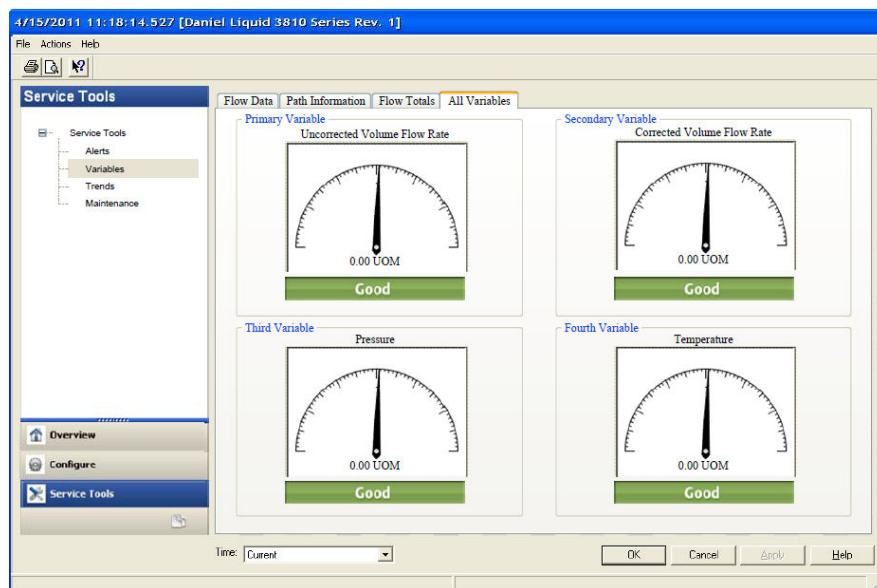 4/15/2011 11:18:14.527 [Daniel Liquid 3810 Series Rev. 1]
File Actions Help
Service Tools
Service Tools
Alerts
Variables
Trends
Maintenance
Overview
Configure
Service Tools
Flow Data Path Information Flow Totals All Variables
Primary Variable
Uncorrected Volume Flow Rate
0.00 UOM
Good
Secondary Variable
Corrected Volume Flow Rate
0.00 UOM
Good
Third Variable
Pressure
0.00 UOM
Good
Fourth Variable
Temperature
0.00 UOM
Good
Time: Current
OK Cancel Apply Help